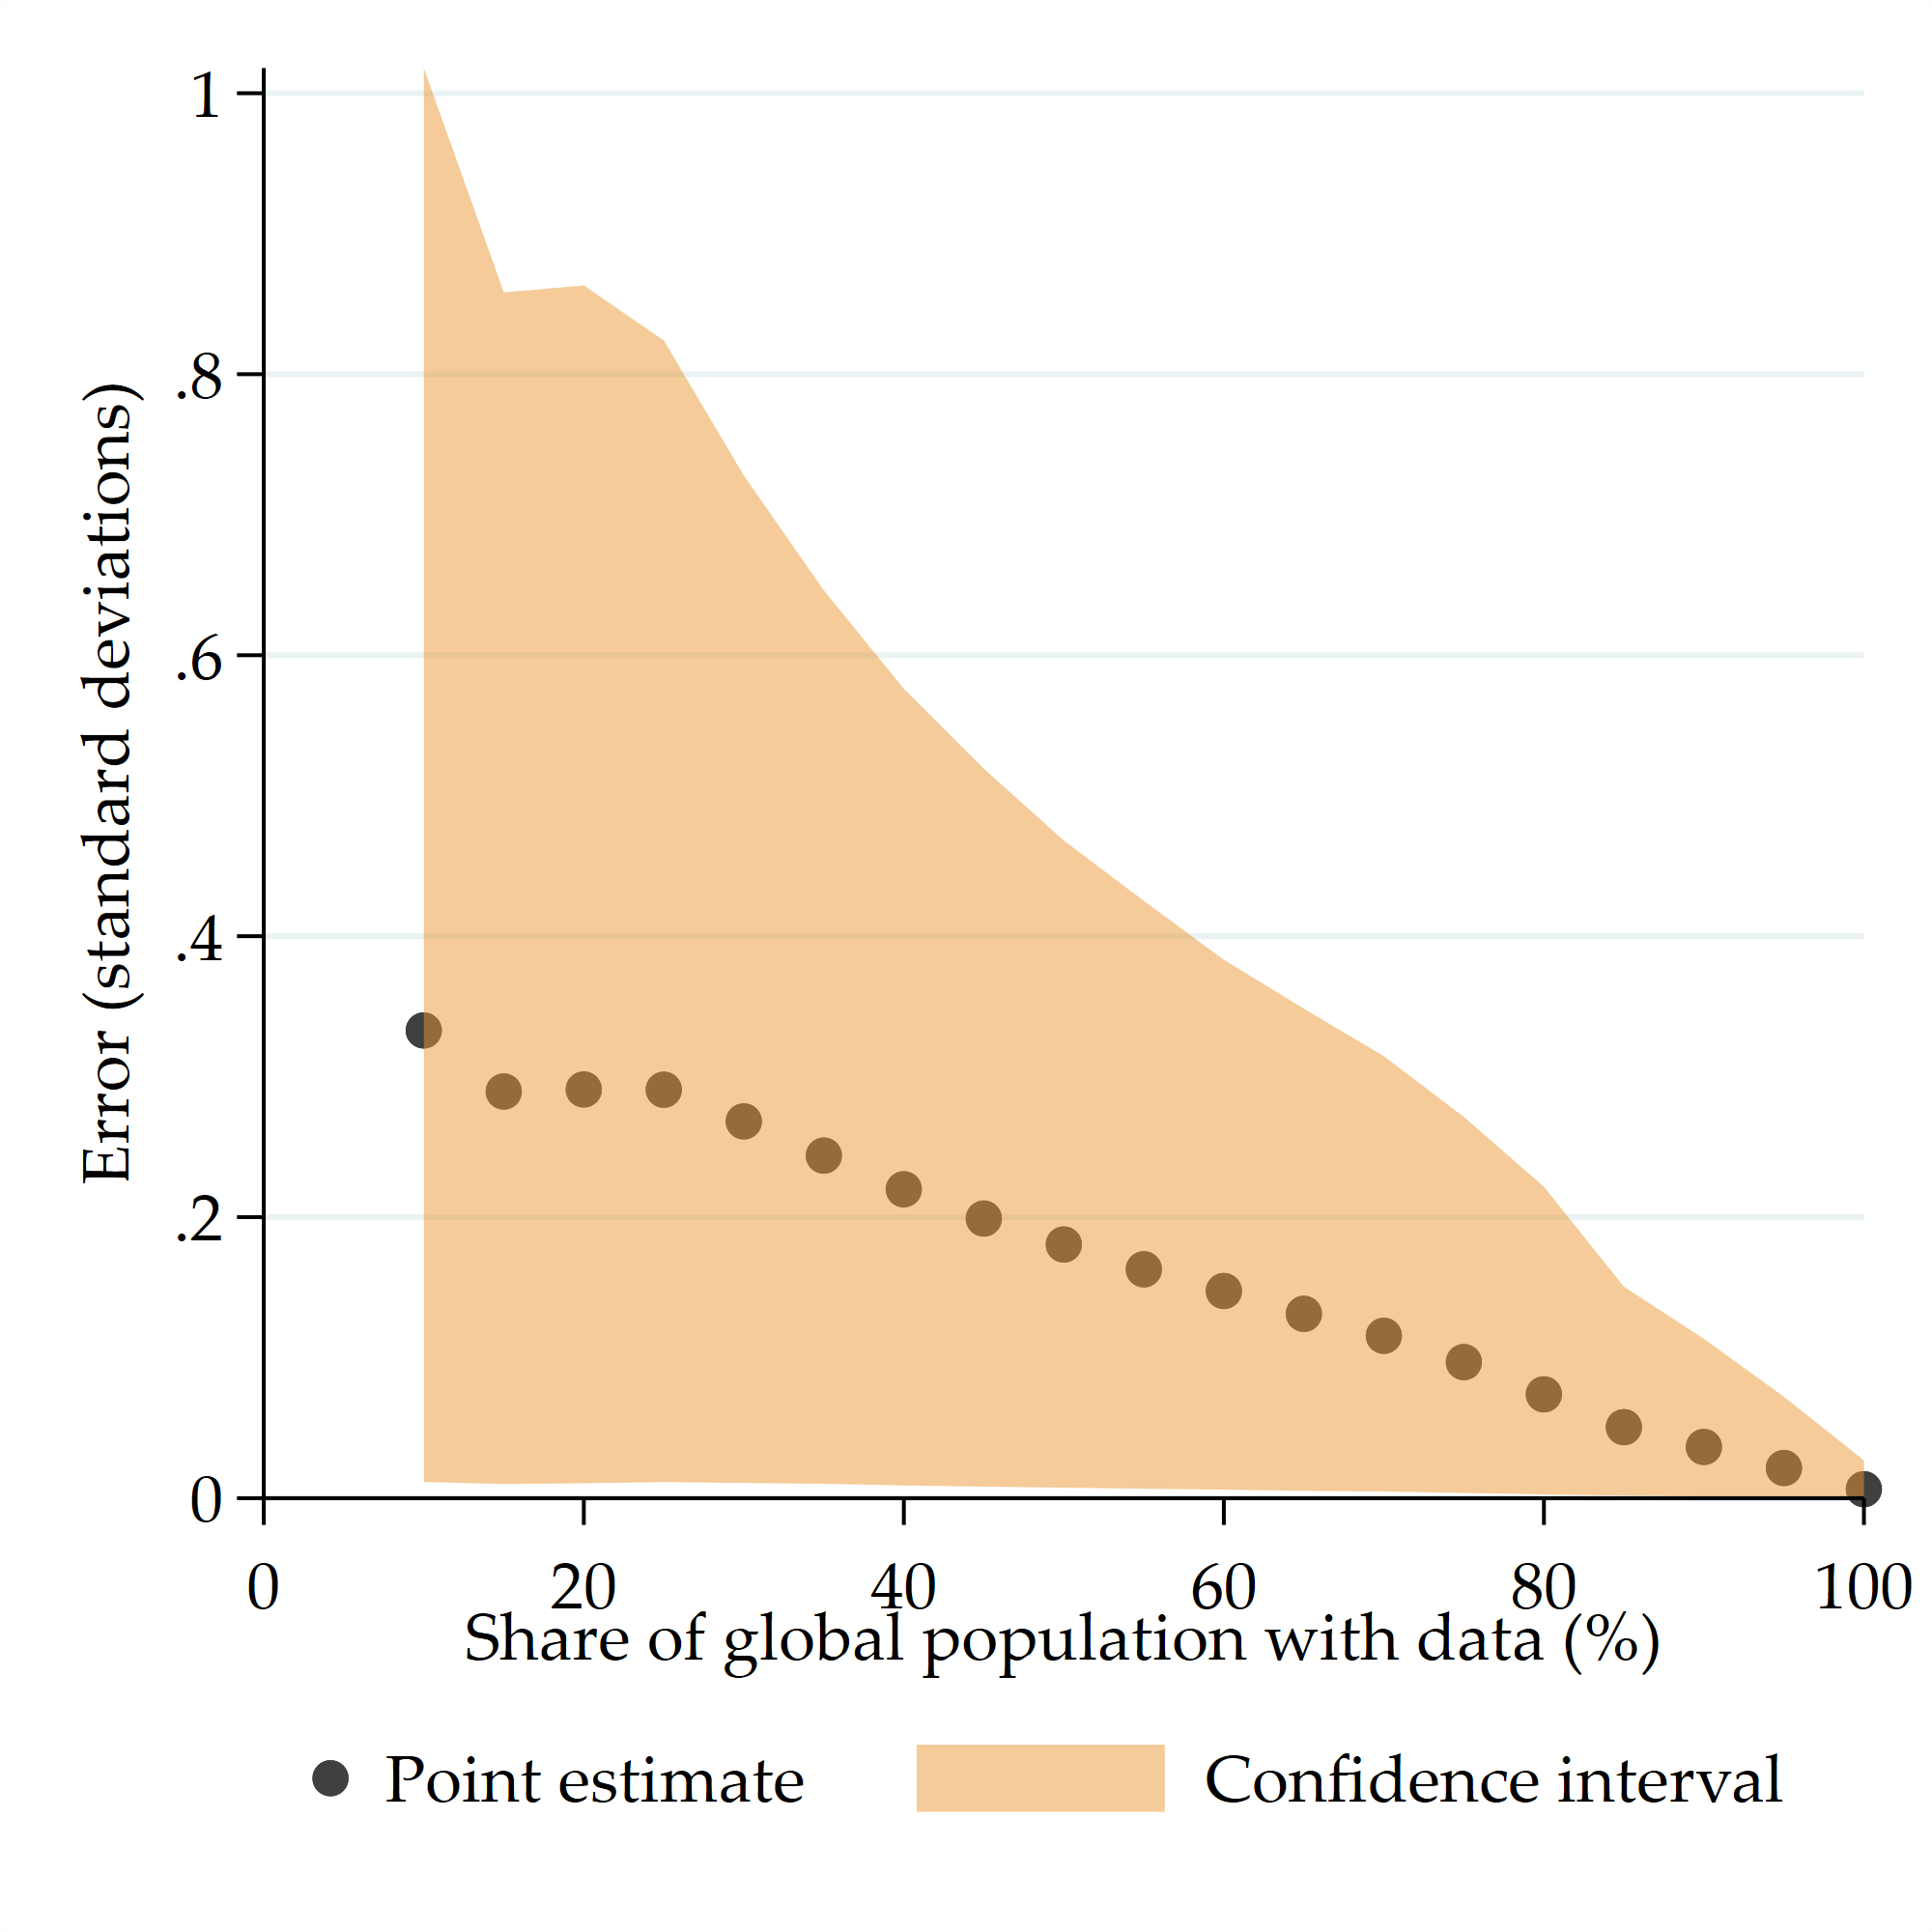 Error (standard deviations)
1
.8
.6
.4
.2
0
0 20 40 60 80 100
Share of global population with data (%)
Point estimate Confidence interval